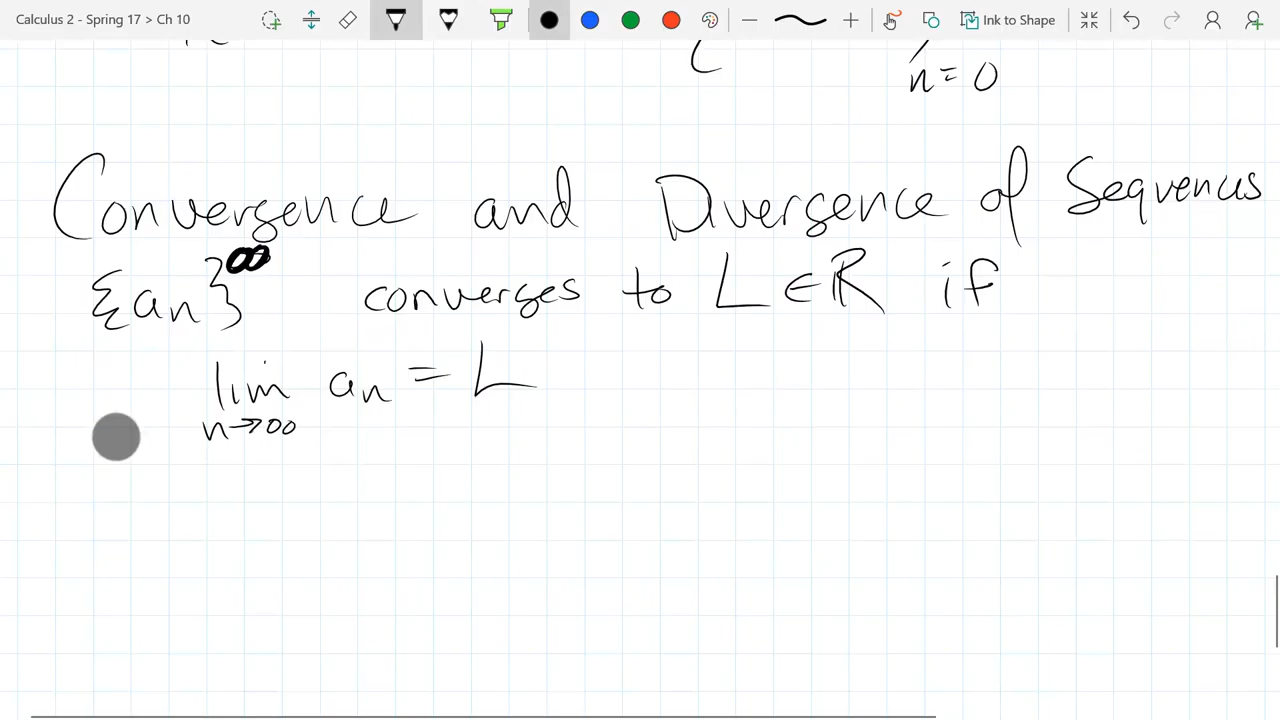 Calculus 2 - Spring 17 > Ch 10
Ink to Shape
n = 0
Convergence and Divergence of Sequences
{an}∞ converges to L ∈ ℝ if
lim an = L
n→∞